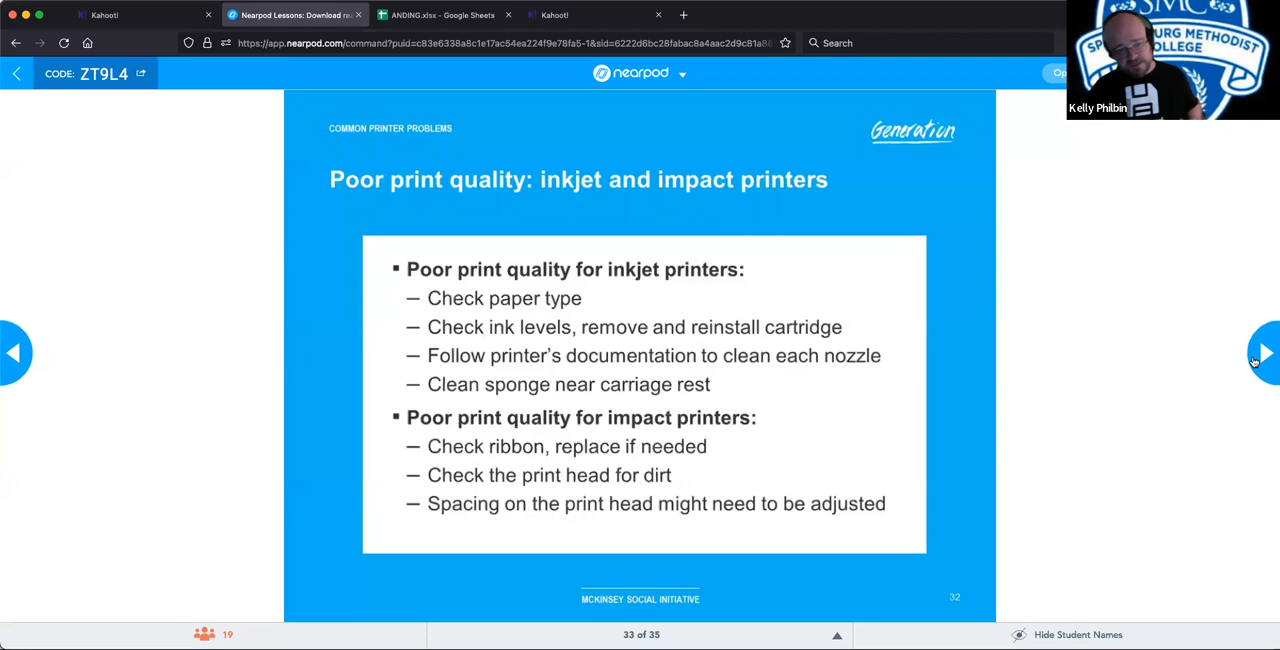 Kahoot!
Nearpod Lessons: Download re
ANDING.xlsx - Google Sheets
Kahoot!
https://app.nearpod.com/command?puid=c83e6338a8c1e17ac54ea224f9e78fa5-1&sid=6222d6bc28fabac8a4aac2d9c81a8
Search
CODE: ZT9L4
nearpod
Op
SMC
METHODIST
COLLEGE
Kelly Philbin
COMMON PRINTER PROBLEMS
Generation
Poor print quality: inkjet and impact printers
▪ Poor print quality for inkjet printers:
– Check paper type
– Check ink levels, remove and reinstall cartridge
– Follow printer's documentation to clean each nozzle
– Clean sponge near carriage rest
▪ Poor print quality for impact printers:
– Check ribbon, replace if needed
– Check the print head for dirt
– Spacing on the print head might need to be adjusted
MCKINSEY SOCIAL INITIATIVE
32
19
33 of 35
Hide Student Names